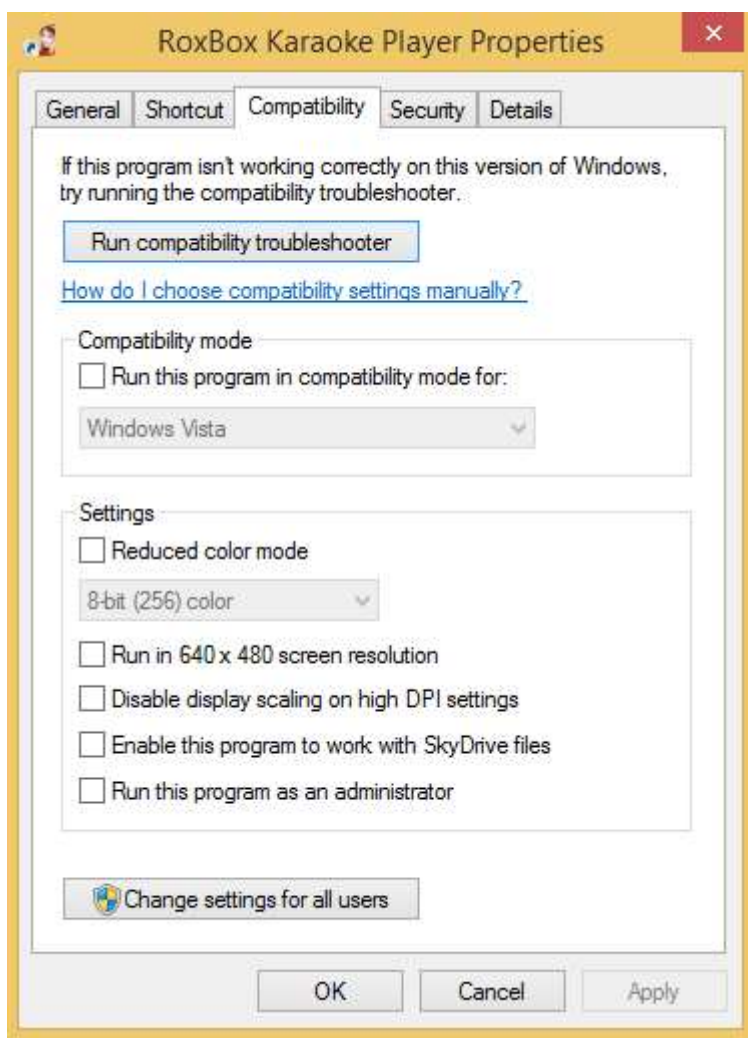 RoxBox Karaoke Player Properties
General Shortcut Compatibility Security Details
If this program isn't working correctly on this version of Windows,
try running the compatibility troubleshooter.
Run compatibility troubleshooter
How do I choose compatibility settings manually?
Compatibility mode
Run this program in compatibility mode for:
Windows Vista
Settings
Reduced color mode
8-bit (256) color
Run in 640 x 480 screen resolution
Disable display scaling on high DPI settings
Enable this program to work with SkyDrive files
Run this program as an administrator
Change settings for all users
OK Cancel Apply